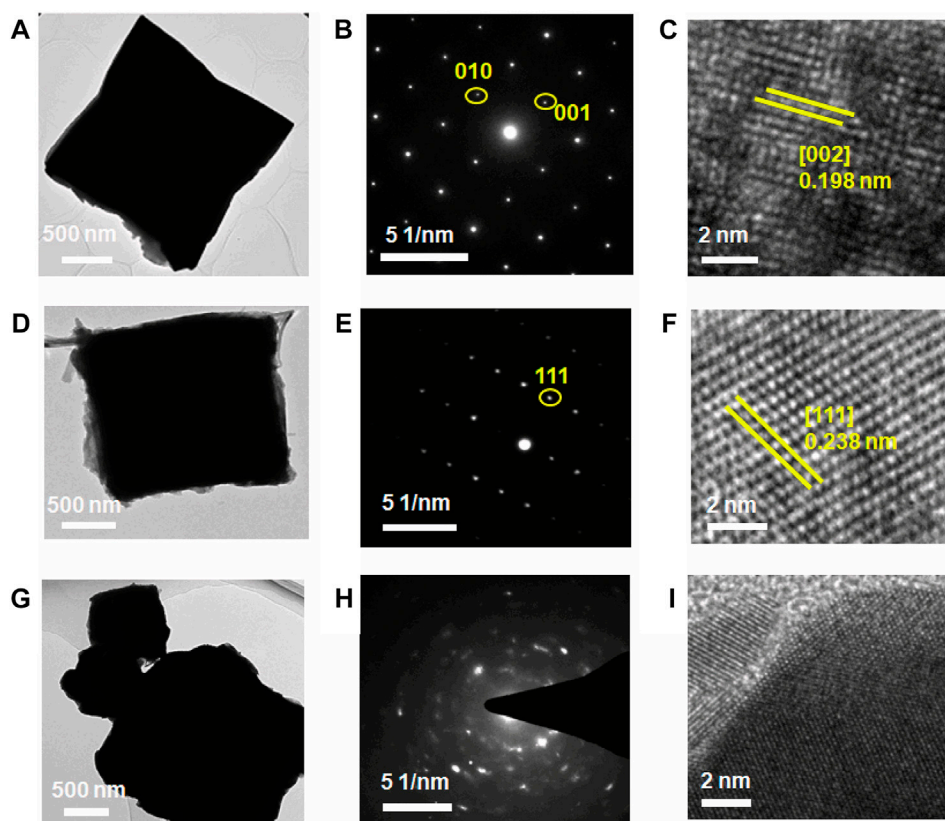 A
500 nm
B
010
001
5 1/nm
C
[002]
0.198 nm
2 nm
D
500 nm
E
111
5 1/nm
F
[111]
0.238 nm
2 nm
G
500 nm
H
5 1/nm
I
2 nm